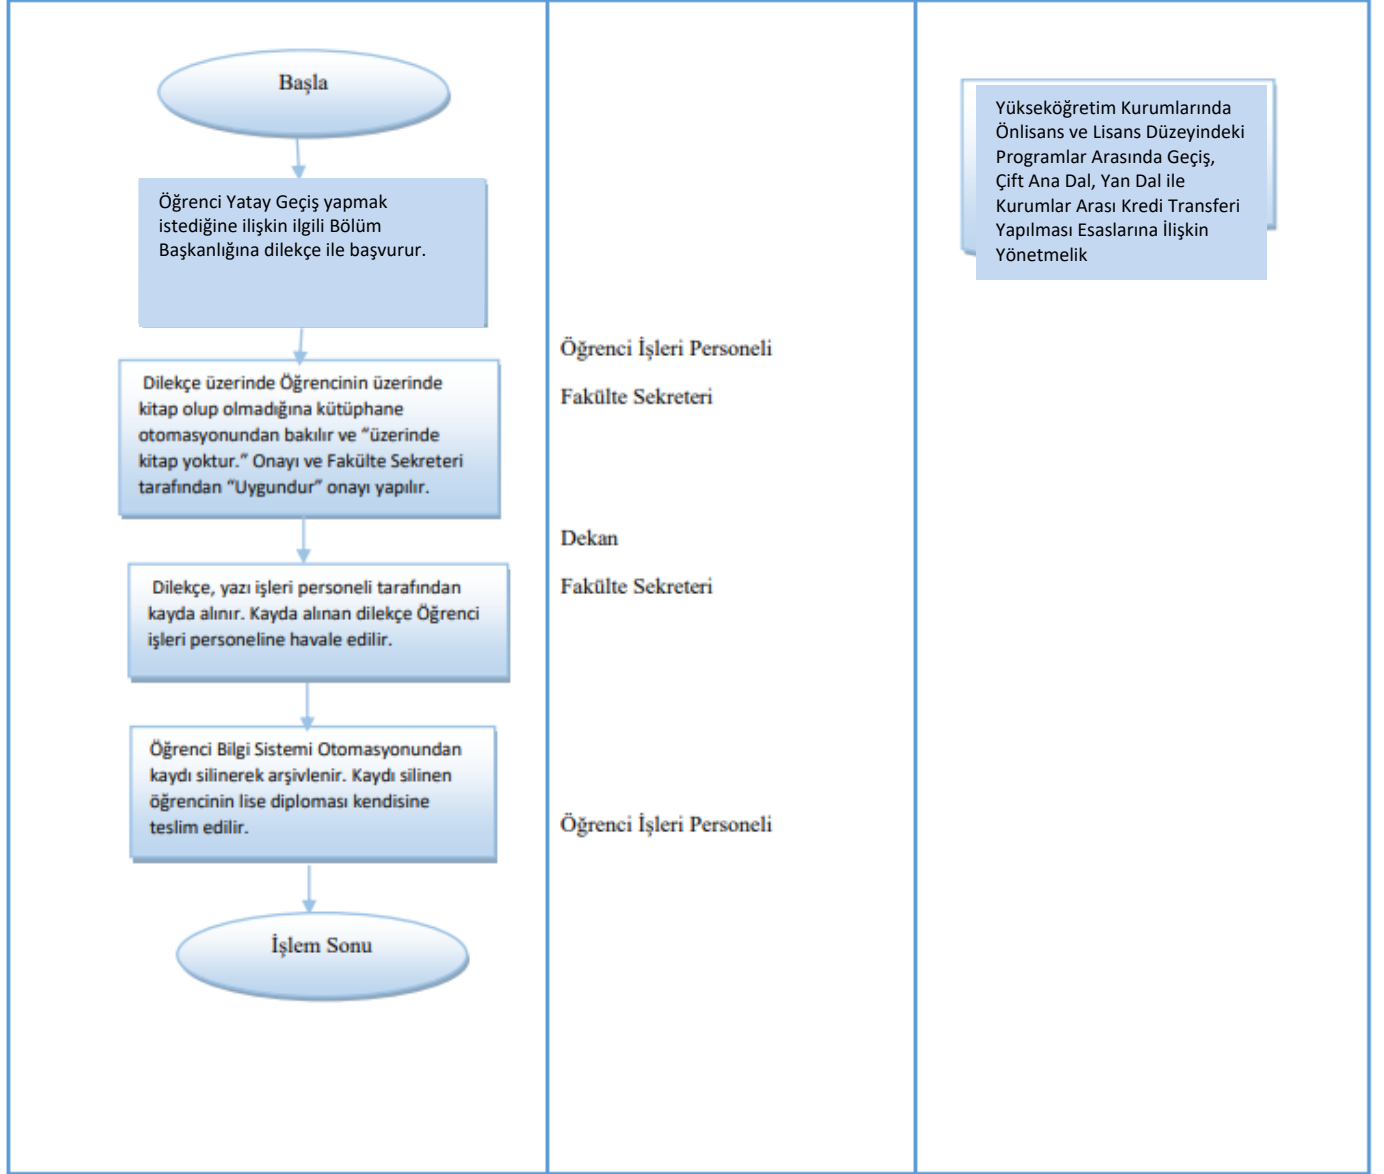 Başla
Öğrenci Yatay Geçiş yapmak
istediğine ilişkin ilgili Bölüm
Başkanlığına dilekçe ile başvurur.
Dilekçe üzerinde Öğrencinin üzerinde
kitap olup olmadığına kütüphane
otomasyonundan bakılır ve “üzerinde
kitap yoktur.” Onayı ve Fakülte Sekreteri
tarafından “Uygundur” onayı yapılır.
Dilekçe, yazı işleri personeli tarafından
kayda alınır. Kayda alınan dilekçe Öğrenci
işleri personeline havale edilir.
Öğrenci Bilgi Sistemi Otomasyonundan
kaydı silinerek arşivlenir. Kaydı silinen
öğrencinin lise diploması kendisine
teslim edilir.
İşlem Sonu
Öğrenci İşleri Personeli
Fakülte Sekreteri
Dekan
Fakülte Sekreteri
Öğrenci İşleri Personeli
Yükseköğretim Kurumlarında
Önlisans ve Lisans Düzeyindeki
Programlar Arasında Geçiş,
Çift Ana Dal, Yan Dal ile
Kurumlar Arası Kredi Transferi
Yapılması Esaslarına İlişkin
Yönetmelik